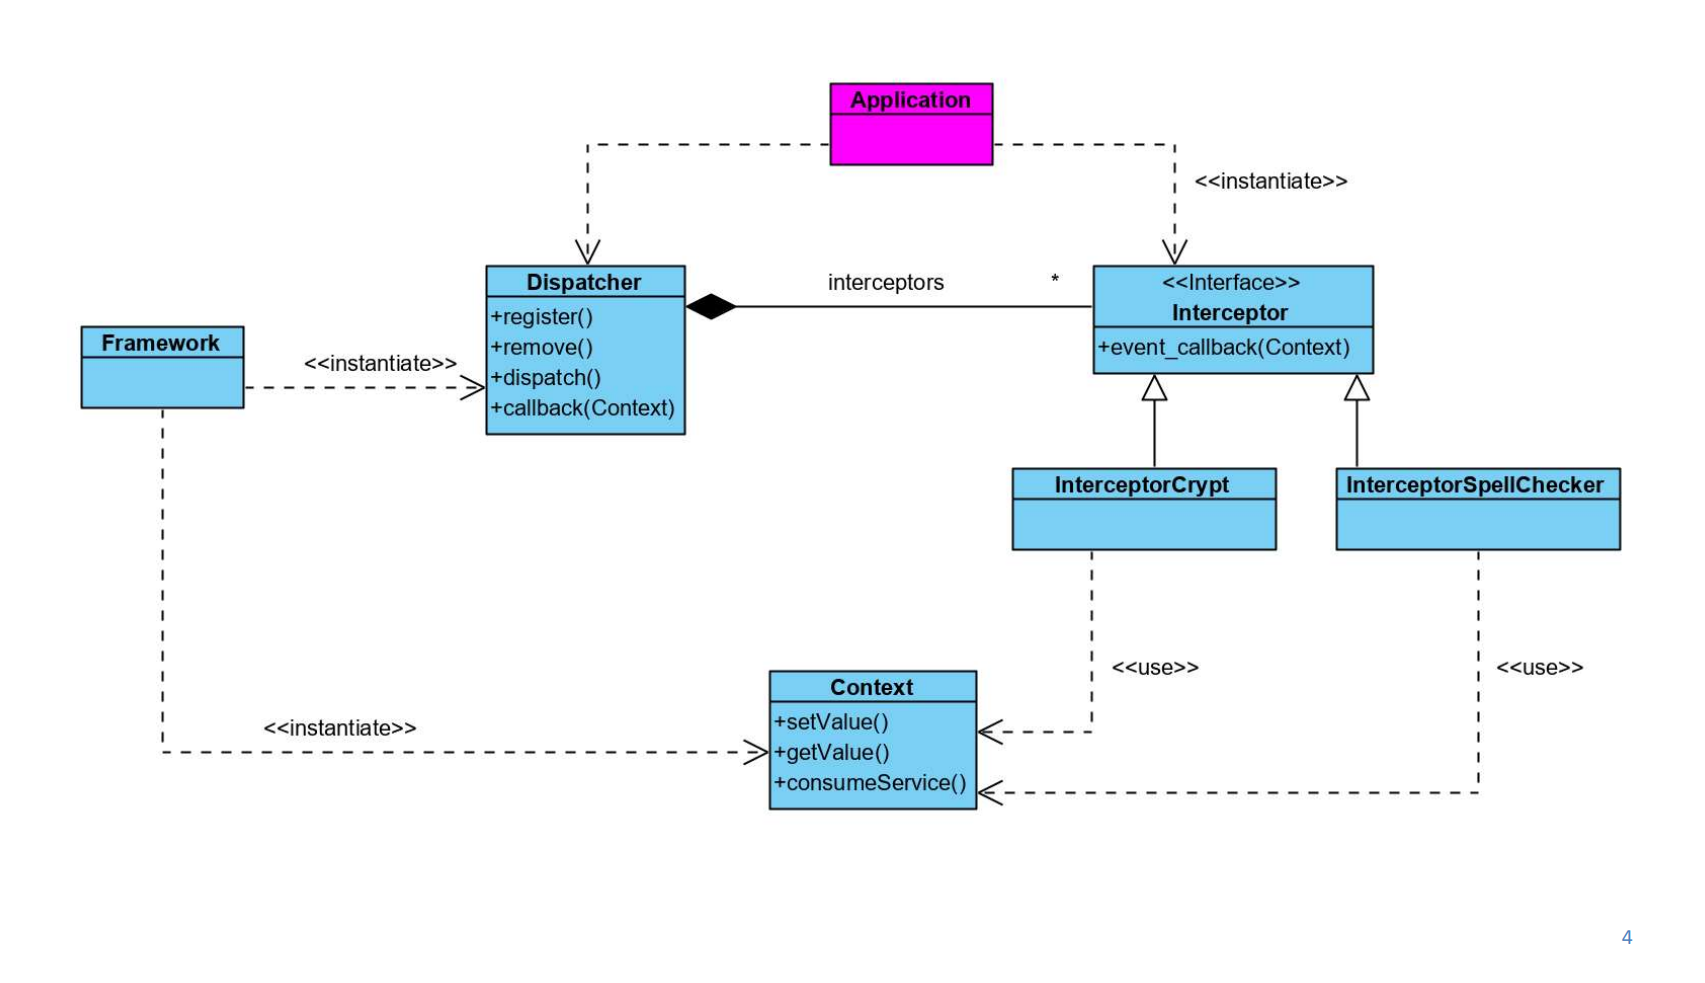 Application
<<instantiate>>
Dispatcher
+register()
+remove()
+dispatch()
+callback(Context)
interceptors
*
<<Interface>>
Interceptor
+event_callback(Context)
Framework
<<instantiate>>
InterceptorCrypt
InterceptorSpellChecker
<<use>>
<<use>>
<<instantiate>>
Context
+setValue()
+getValue()
+consumeService()
4